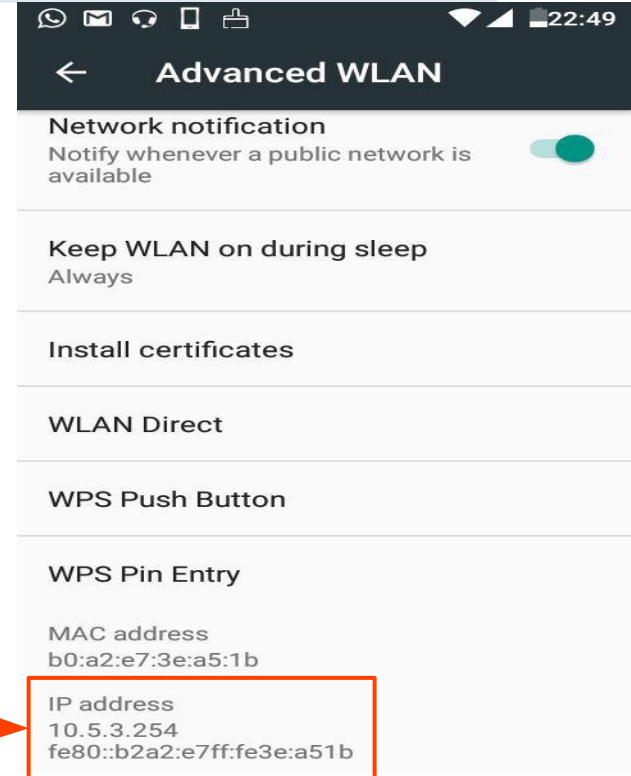 22:49
Advanced WLAN
Network notification
Notify whenever a public network is
available
Keep WLAN on during sleep
Always
Install certificates
WLAN Direct
WPS Push Button
WPS Pin Entry
MAC address
b0:a2:e7:3e:a5:1b
IP address
10.5.3.254
fe80::b2a2:e7ff:fe3e:a51b